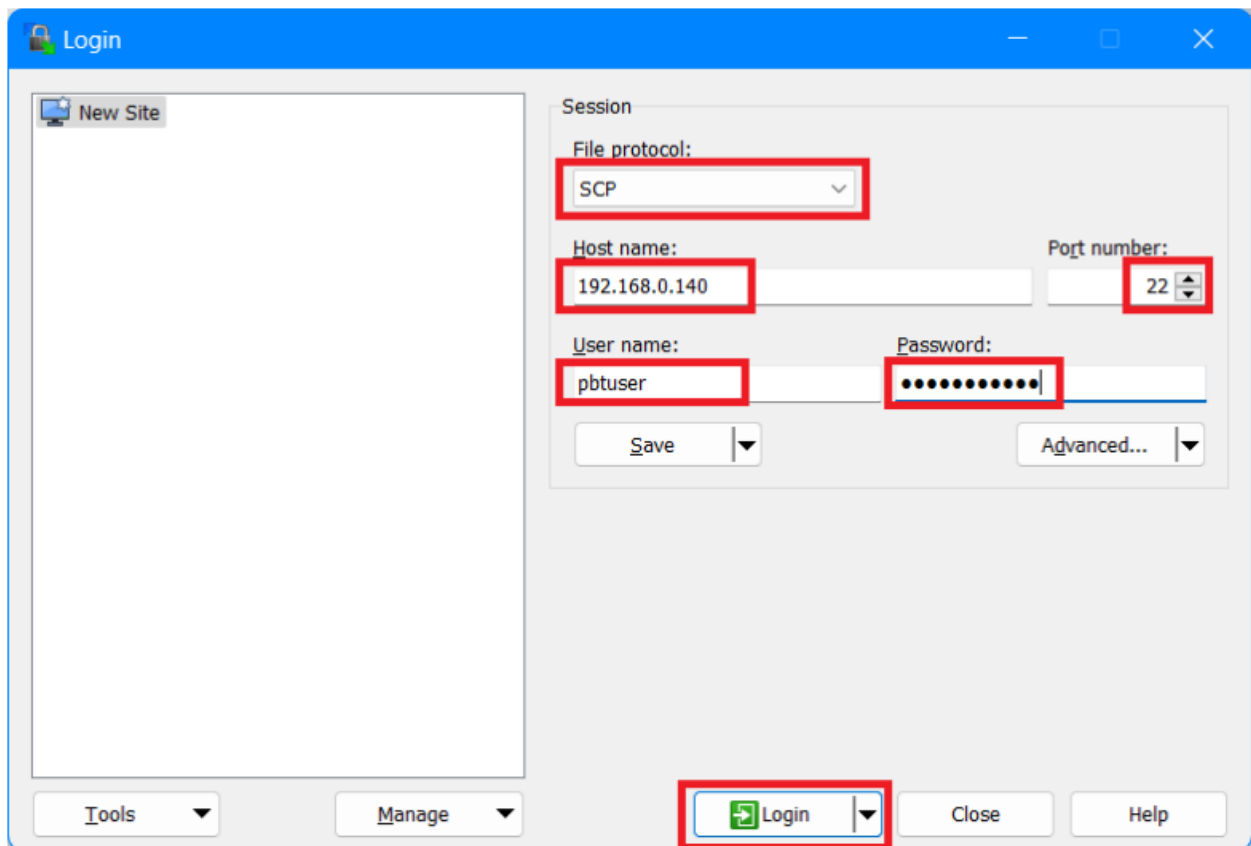 Login
New Site
Session
File protocol:
SCP
Host name:
Port number:
192.168.0.140
22
User name:
Password:
pbtuser
●●●●●●●●●●●
Save
Advanced...
Tools
Manage
Login
Close
Help